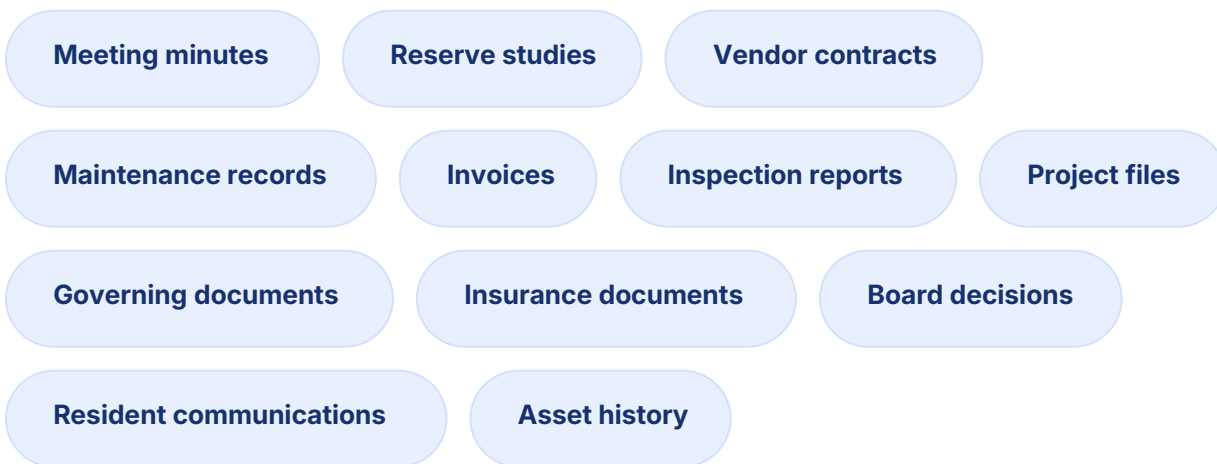 Meeting minutes Reserve studies Vendor contracts
Maintenance records Invoices Inspection reports Project files
Governing documents Insurance documents Board decisions
Resident communications Asset history